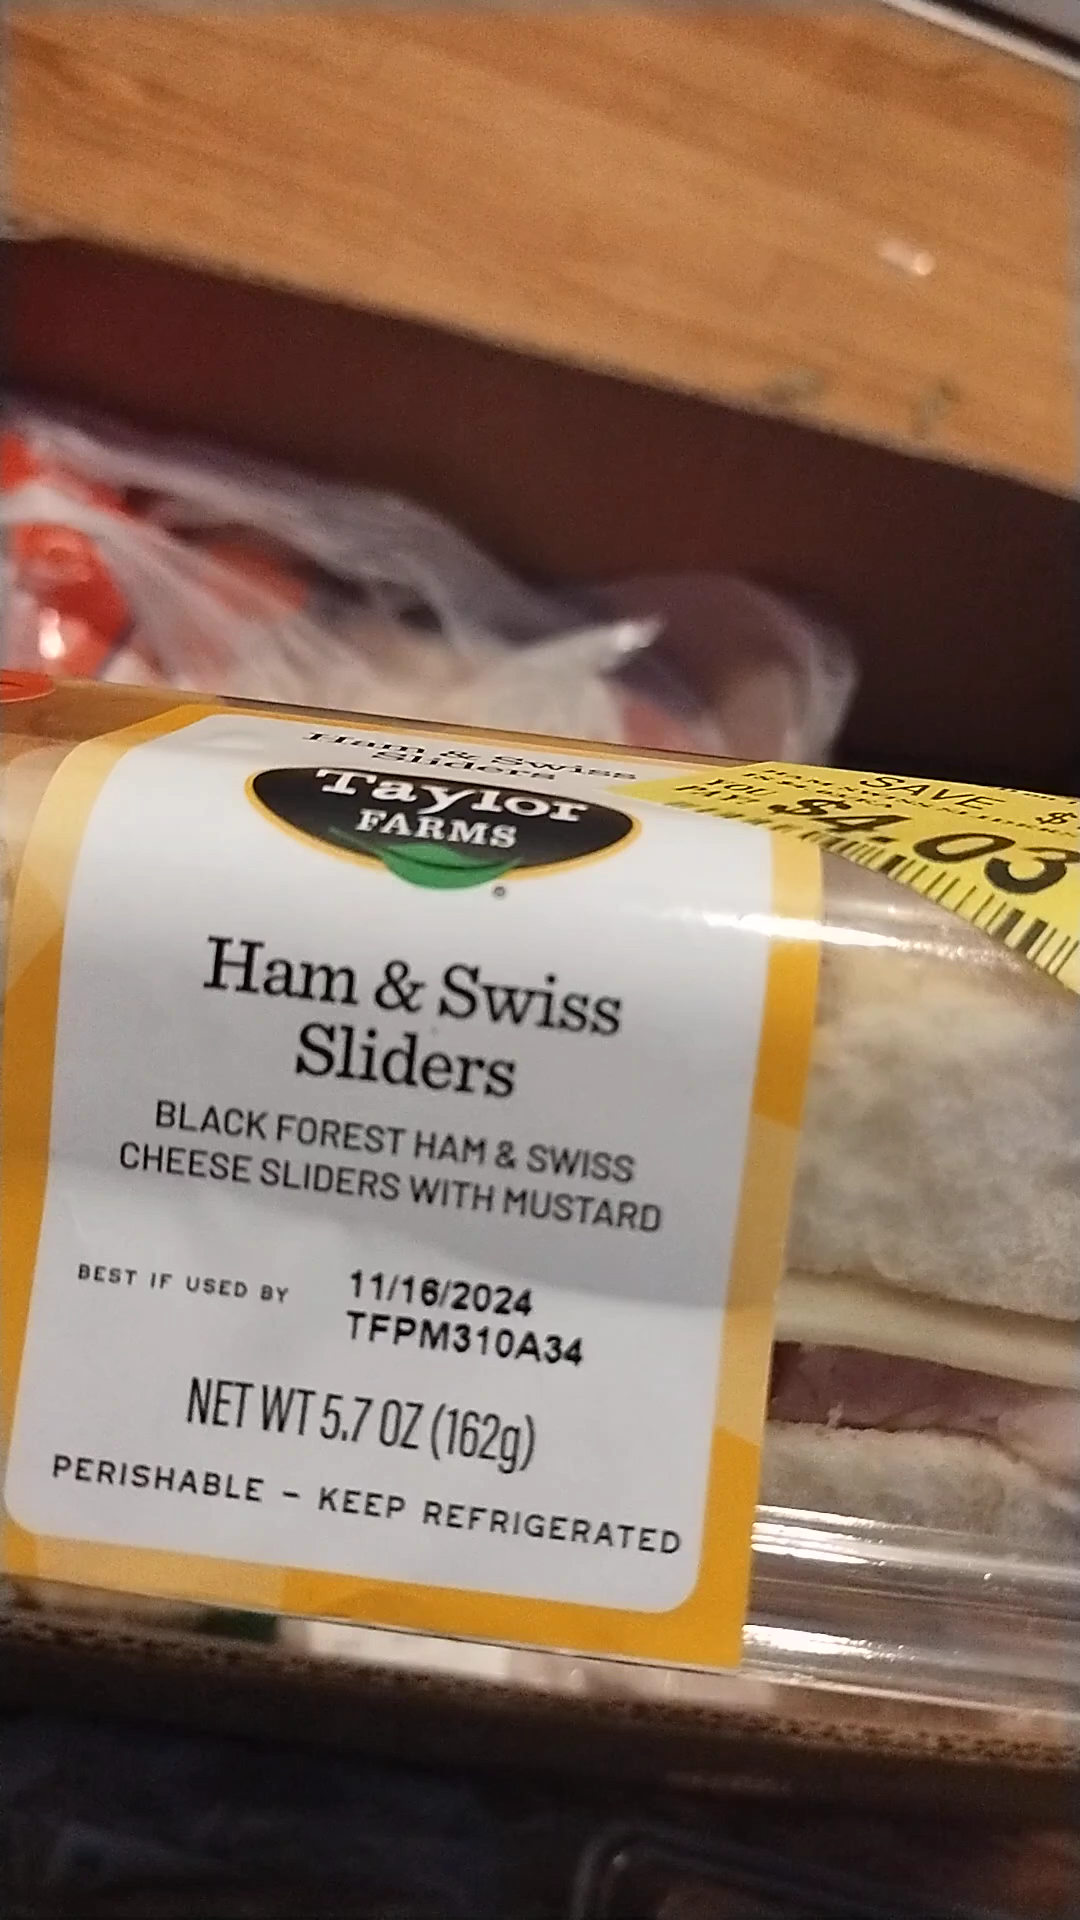 Ham & Swiss
Sliders
Taylor
FARMS
®
SAVE
$
YOU
PAY:
$4.03
Ham & Swiss
Sliders
BLACK FOREST HAM & SWISS
CHEESE SLIDERS WITH MUSTARD
BEST IF USED BY 11/16/2024
TFPM310A34
NET WT 5.7 OZ (162g)
PERISHABLE – KEEP REFRIGERATED